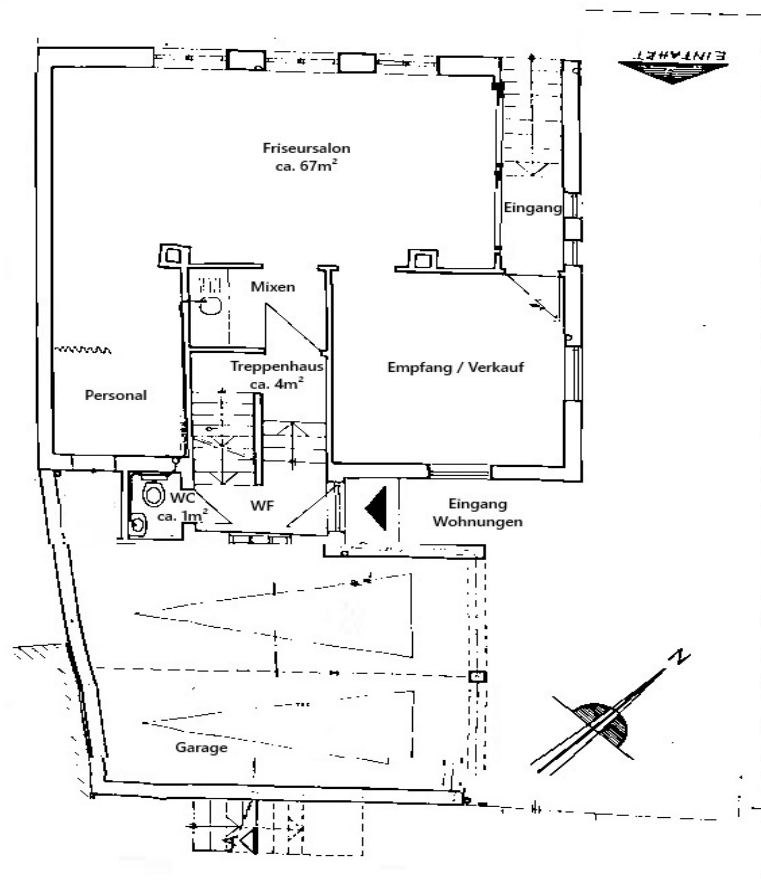 EINFAHRT
Friseursalon
ca. 67m²
Eingang
Mixen
Treppenhaus
ca. 4m²
Empfang / Verkauf
Personal
WC
ca. 1m²
WF
Eingang
Wohnungen
N
Garage